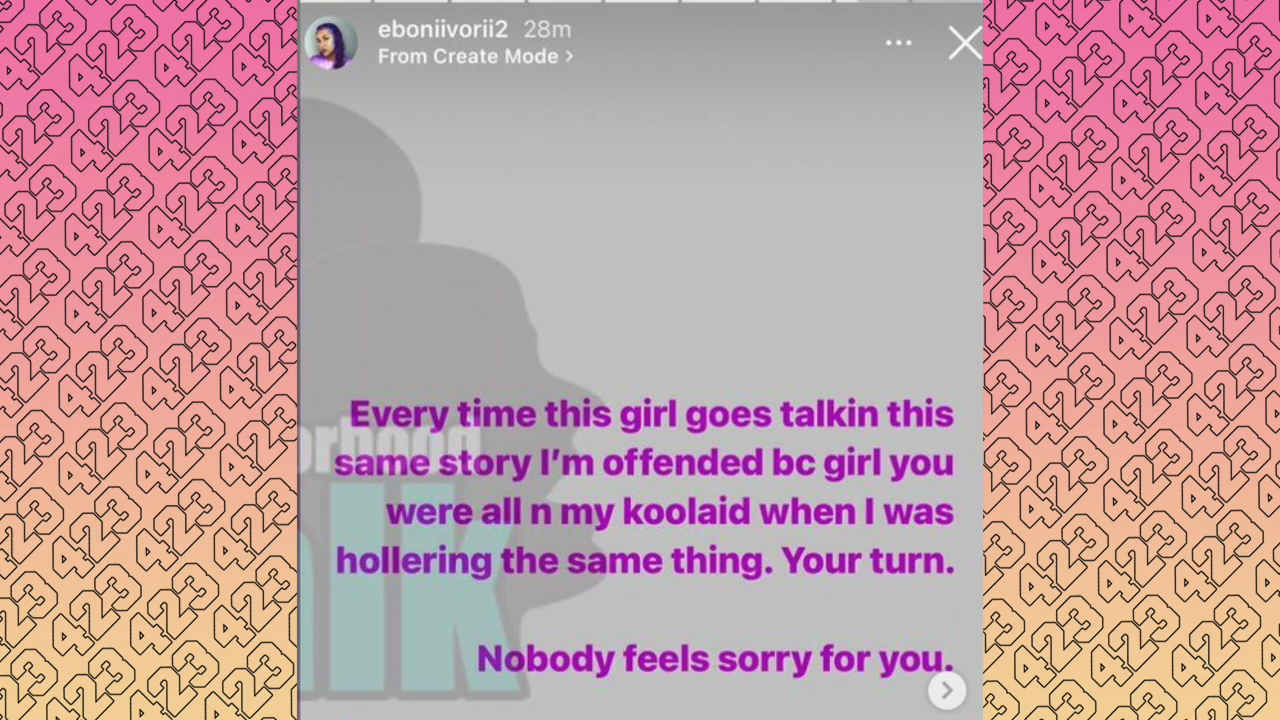 eboniivorii2 28m
From Create Mode >
Every time this girl goes talkin this
same story I'm offended bc girl you
were all n my koolaid when I was
hollering the same thing. Your turn.
Nobody feels sorry for you.
423